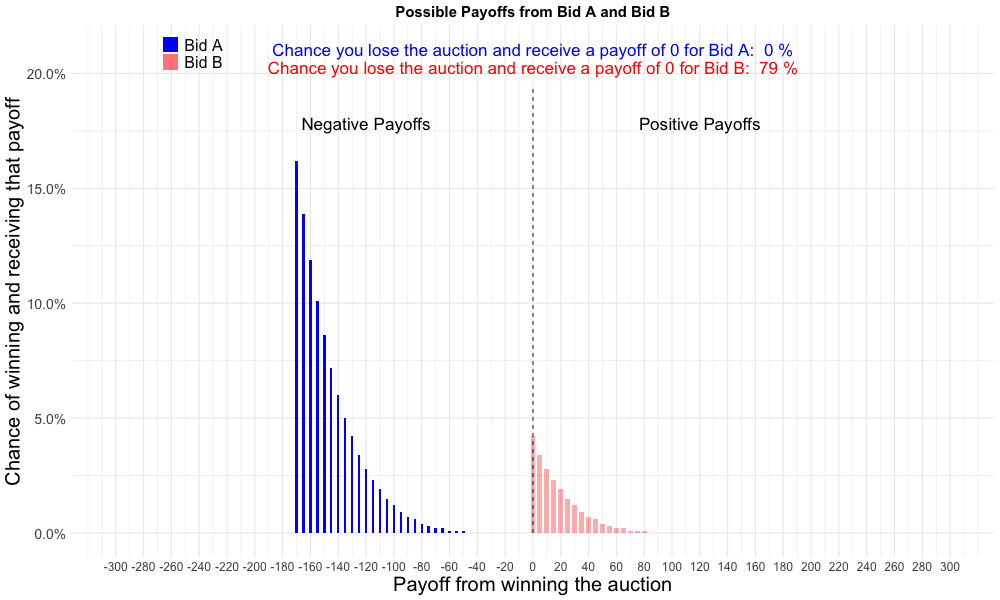 Possible Payoffs from Bid A and Bid B
Bid A
Bid B
Chance you lose the auction and receive a payoff of 0 for Bid A:  0 %
Chance you lose the auction and receive a payoff of 0 for Bid B:  79 %
Negative Payoffs
Positive Payoffs
Chance of winning and receiving that payoff
20.0%
15.0%
10.0%
5.0%
0.0%
-300 -280 -260 -240 -220 -200 -180 -160 -140 -120 -100 -80 -60 -40 -20 0 20 40 60 80 100 120 140 160 180 200 220 240 260 280 300
Payoff from winning the auction